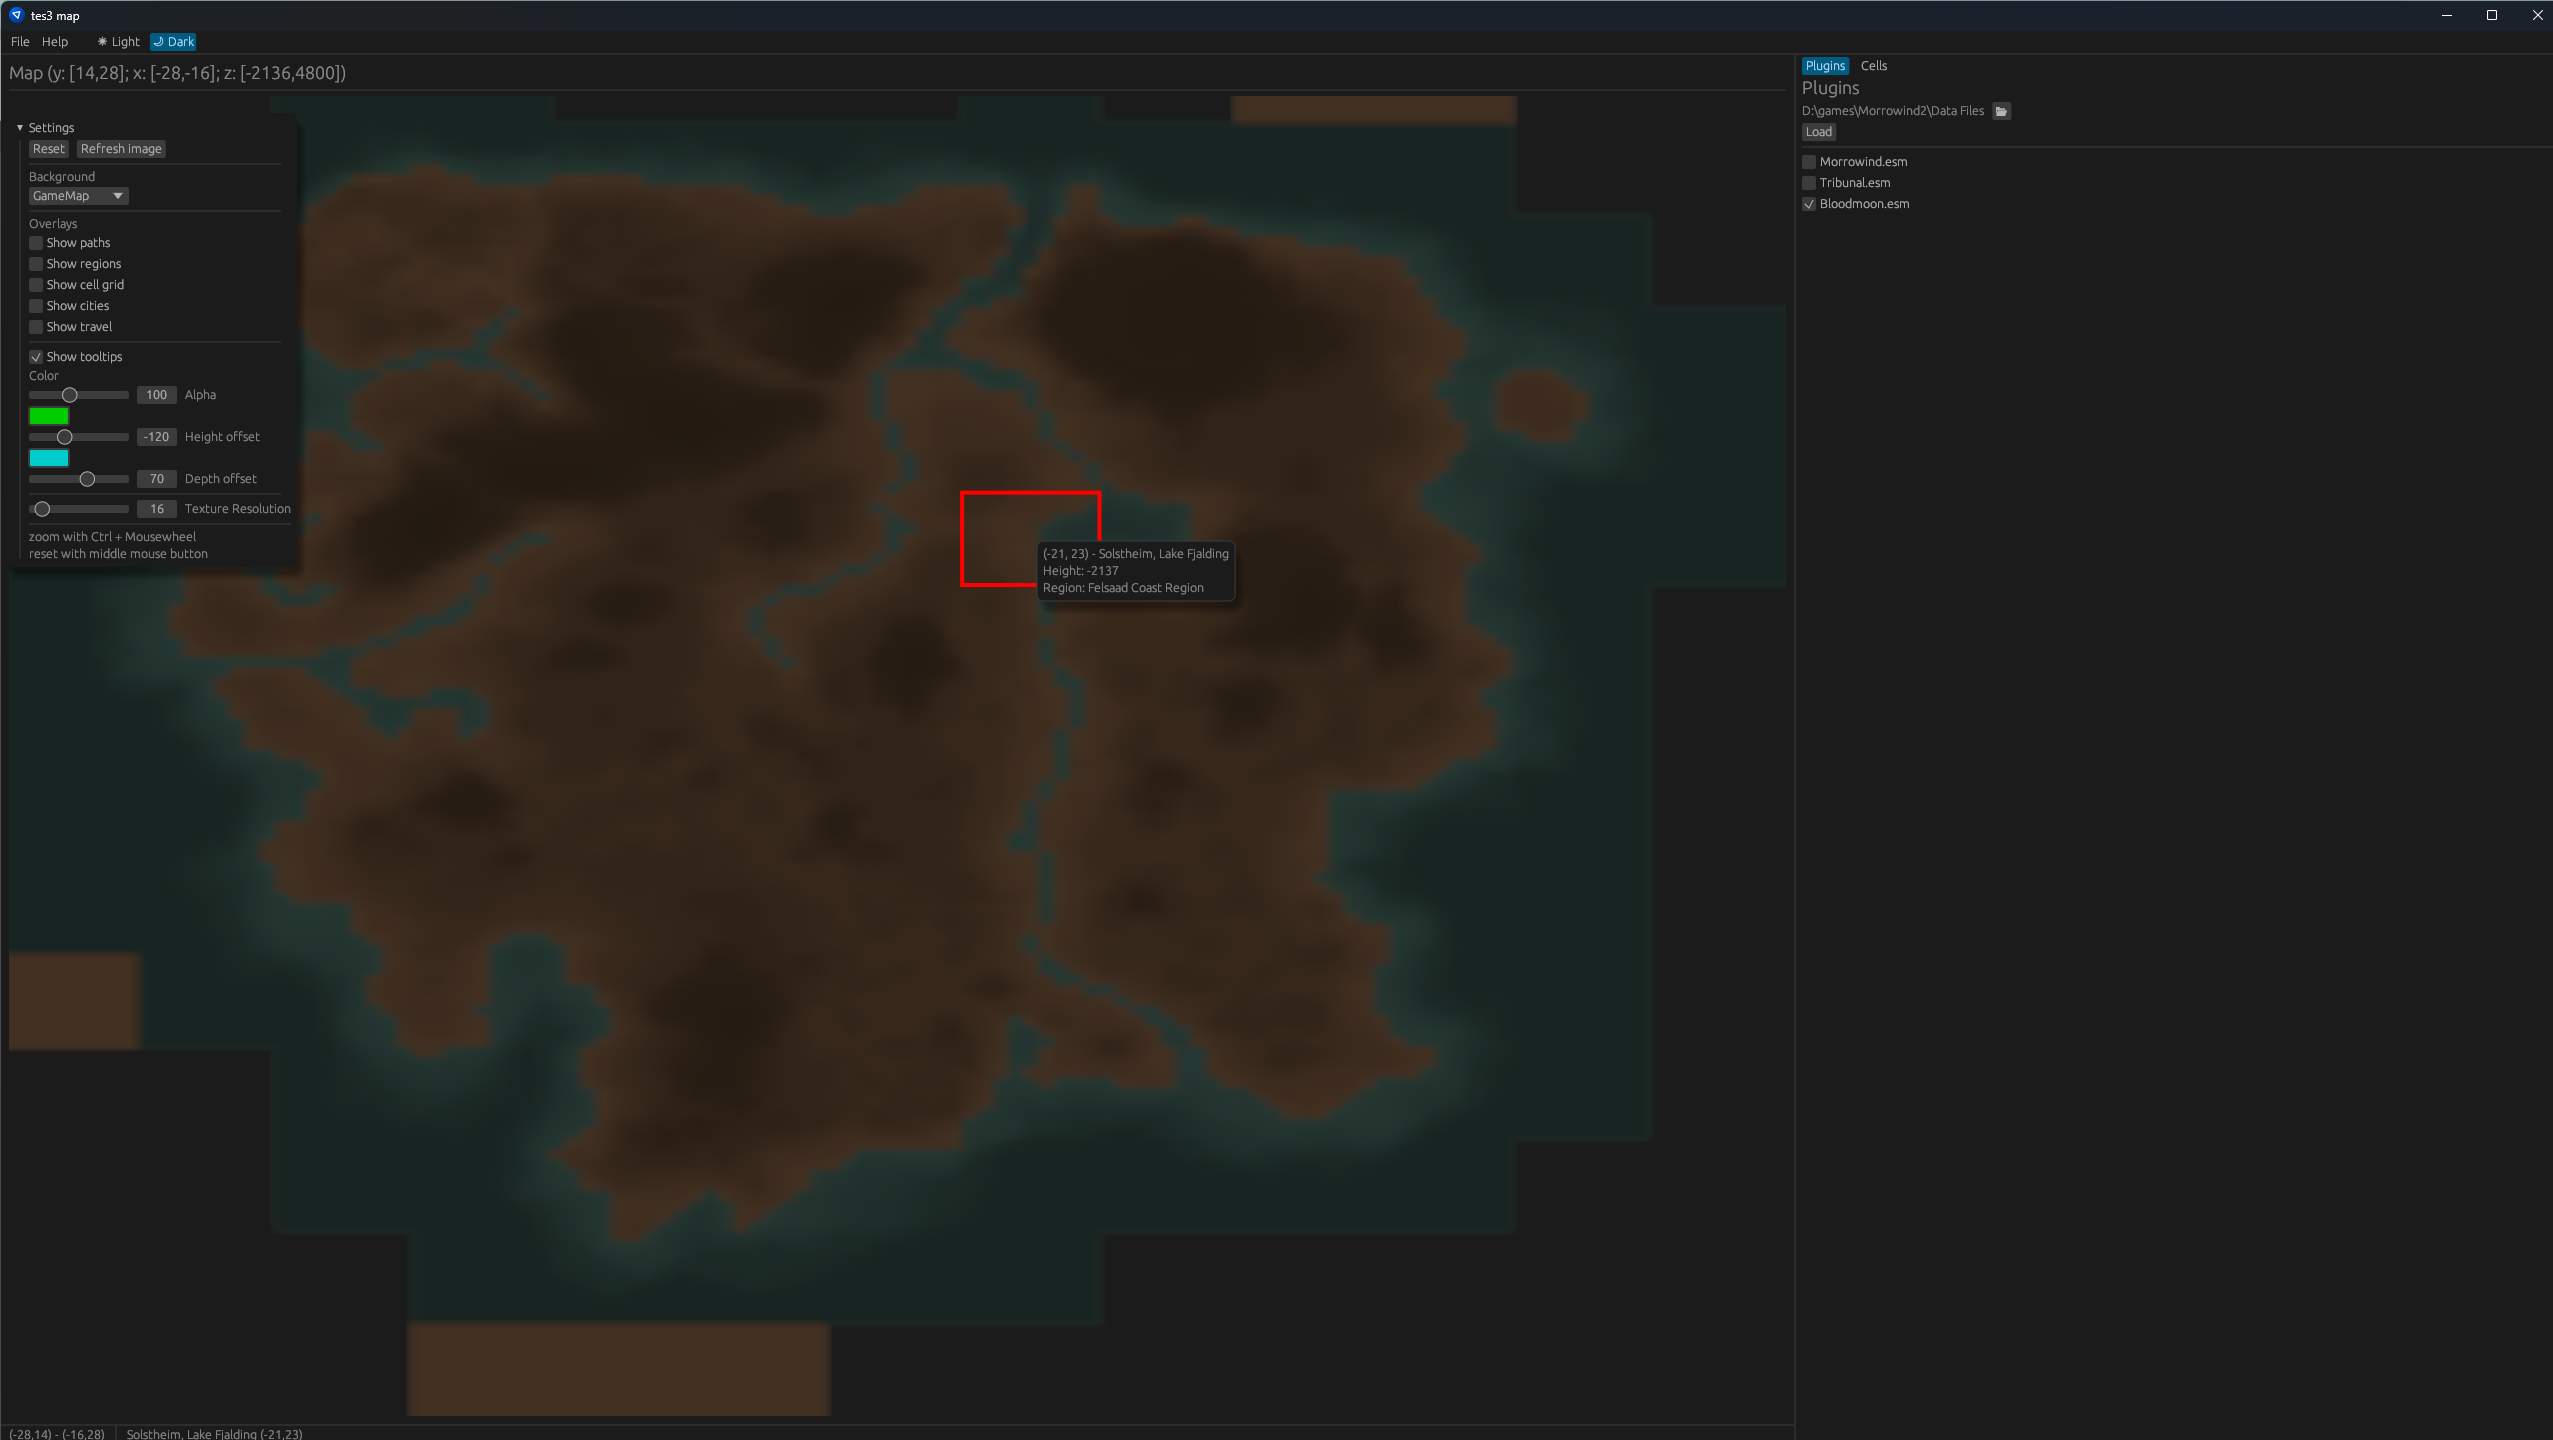 tes3 map
File Help ☀ Light 🌙 Dark
Map (y: [14,28]; x: [-28,-16]; z: [-2136,4800])
Settings
Reset Refresh image
Background
GameMap
Overlays
Show paths
Show regions
Show cell grid
Show cities
Show travel
Show tooltips
Color
100 Alpha
-120 Height offset
70 Depth offset
16 Texture Resolution
zoom with Ctrl + Mousewheel
reset with middle mouse button
(-21, 23) - Solstheim, Lake Fjalding
Height: -2137
Region: Felsaad Coast Region
Plugins Cells
Plugins
D:\games\Morrowind2\Data Files
Load
Morrowind.esm
Tribunal.esm
Bloodmoon.esm
(-28,14) - (-16,28) Solstheim, Lake Fjalding (-21,23)